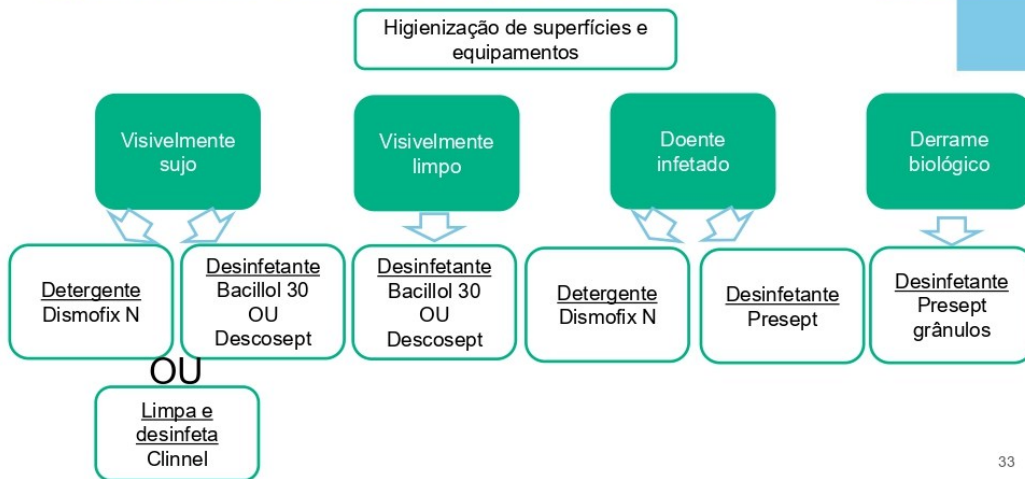 Higienização de superfícies e
equipamentos
Visivelmente
sujo
Visivelmente
limpo
Doente
infetado
Derrame
biológico
Detergente
Dismofix N
Desinfetante
Bacillol 30
OU
Descosept
Desinfetante
Bacillol 30
OU
Descosept
Detergente
Dismofix N
Desinfetante
Presept
Desinfetante
Presept
grânulos
OU
Limpa e
desinfeta
Clinnel
33